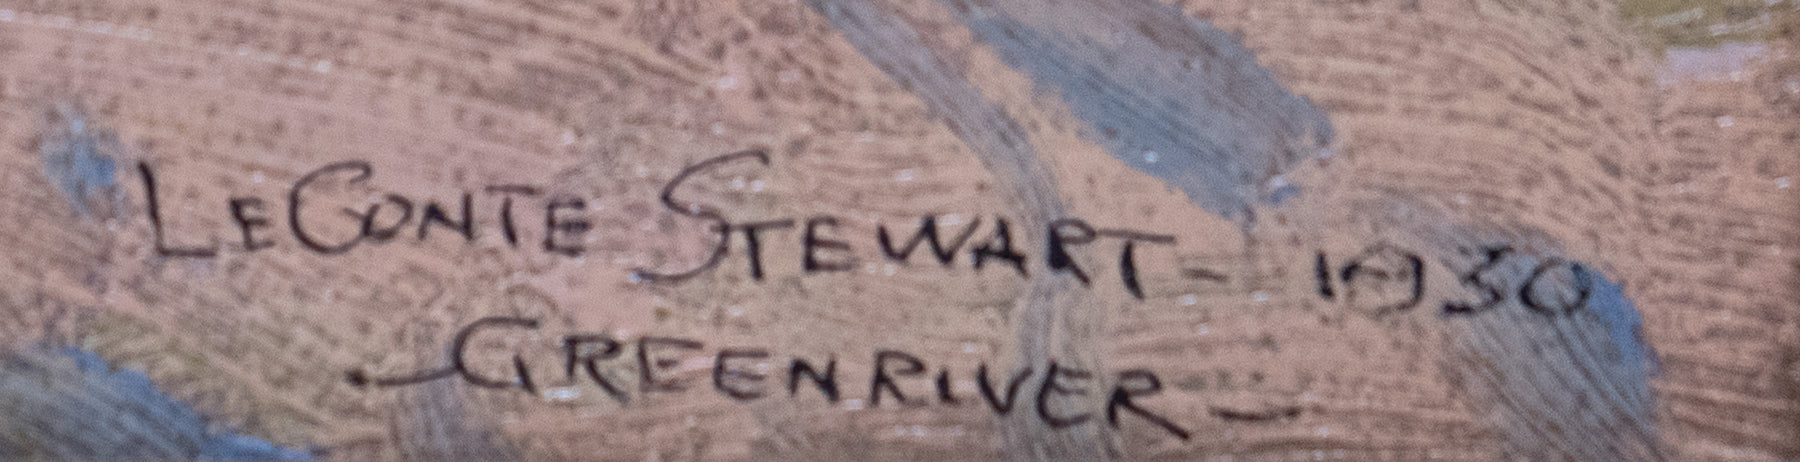 LeConte Stewart - 1930
- Greenriver -